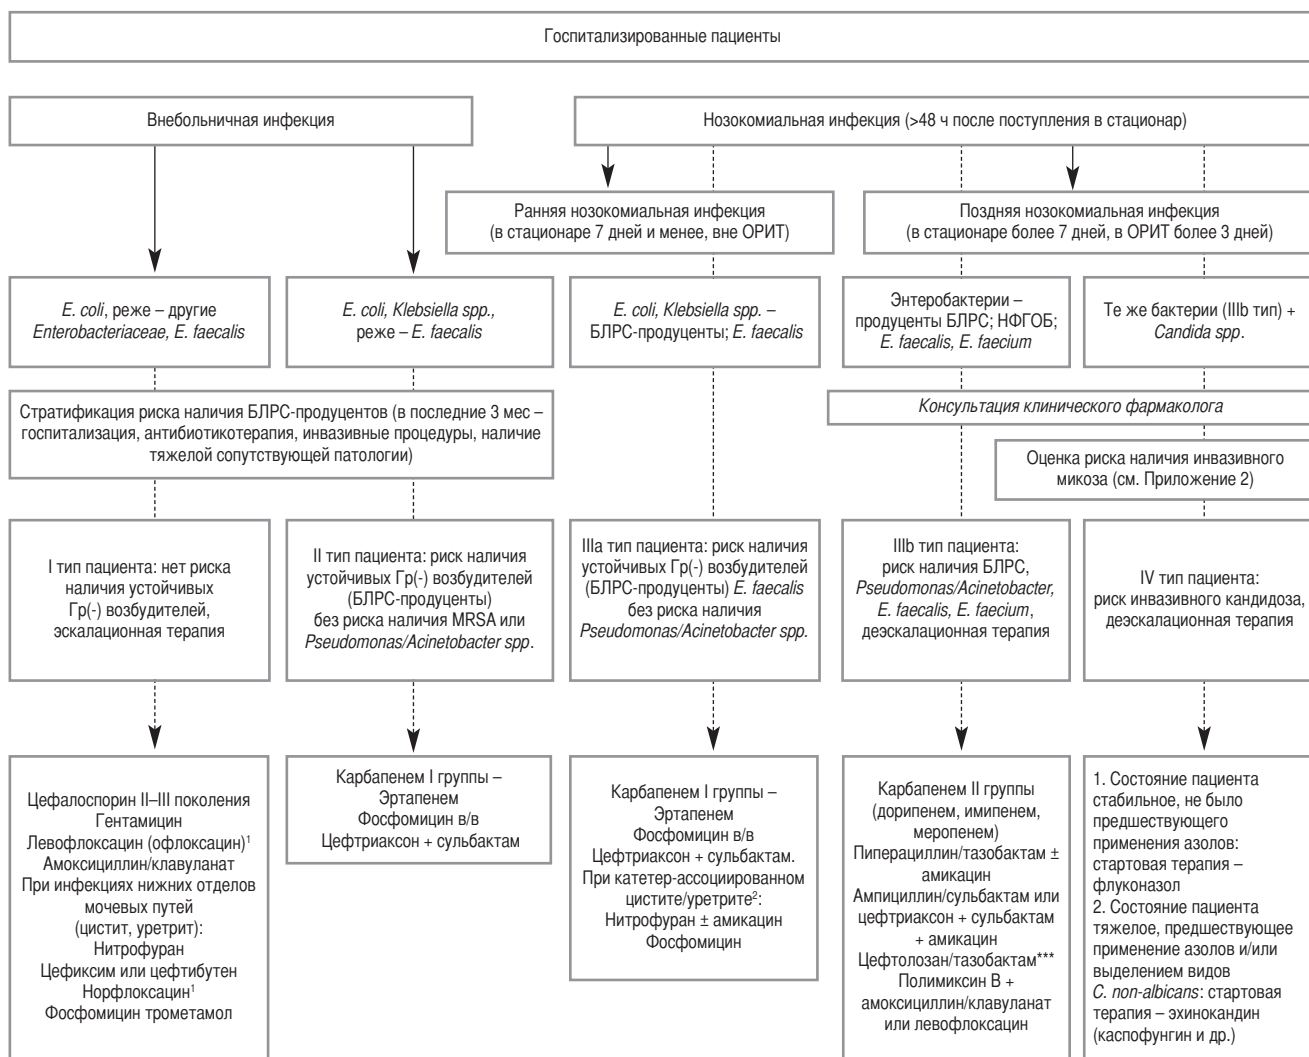 Госпитализированные пациенты
Внебольничная инфекция
Нозокомиальная инфекция (>48 ч после поступления в стационар)
Ранняя нозокомиальная инфекция
(в стационаре 7 дней и менее, вне ОРИТ)
Поздняя нозокомиальная инфекция
(в стационаре более 7 дней, в ОРИТ более 3 дней)
E. coli, реже – другие
Enterobacteriaceae, E. faecalis
E. coli, Klebsiella spp.,
реже – E. faecalis
E. coli, Klebsiella spp. –
БЛРС-продуценты; E. faecalis
Энтеробактерии –
продуценты БЛРС; НФГОБ;
E. faecalis, E. faecium
Те же бактерии (IIIb тип) +
Candida spp.
Стратификация риска наличия БЛРС-продуцентов (в последние 3 мес –
госпитализация, антибиотикотерапия, инвазивные процедуры, наличие
тяжелой сопутствующей патологии)
Консультация клинического фармаколога
Оценка риска наличия инвазивного
микоза (см. Приложение 2)
I тип пациента: нет риска
наличия устойчивых
Гр(-) возбудителей,
эскалационная терапия
II тип пациента: риск наличия
устойчивых Гр(-) возбудителей
(БЛРС-продуценты)
без риска наличия MRSA или
Pseudomonas/Acinetobacter spp.
IIIa тип пациента: риск наличия
устойчивых Гр(-) возбудителей
(БЛРС-продуценты) E. faecalis
без риска наличия
Pseudomonas/Acinetobacter spp.
IIIb тип пациента:
риск наличия БЛРС,
Pseudomonas/Acinetobacter,
E. faecalis, E. faecium,
деэскалационная терапия
IV тип пациента:
риск инвазивного кандидоза,
деэскалационная терапия
Цефалоспорин II–III поколения
Гентамицин
Левофлоксацин (офлоксацин)¹
Амоксициллин/клавуланат
При инфекциях нижних отделов
мочевых путей
(цистит, уретрит):
Нитрофуран
Цефиксим или цефтибутен
Норфлоксацин¹
Фосфомицин трометамол
Карбапенем I группы –
Эртапенем
Фосфомицин в/в
Цефтриаксон + сульбактам
Карбапенем I группы –
Эртапенем
Фосфомицин в/в
Цефтриаксон + сульбактам.
При катетер-ассоциированном
цистите/уретрите²:
Нитрофуран ± амикацин
Фосфомицин
Карбапенем II группы
(дорипенем, имипенем,
меропенем)
Пиперациллин/тазобактам ±
амикацин
Ампициллин/сульбактам или
цефтриаксон + сульбактам
+ амикацин
Цефтолозан/тазобактам***
Полимиксин В +
амоксициллин/клавуланат
или левофлоксацин
1. Состояние пациента
стабильное, не было
предшествующего
применения азолов:
стартовая терапия –
флуконазол
2. Состояние пациента
тяжелое, предшествующее
применение азолов и/или
выделением видов
C. non-albicans: стартовая
терапия – эхинокандин
(каспофунгин и др.)